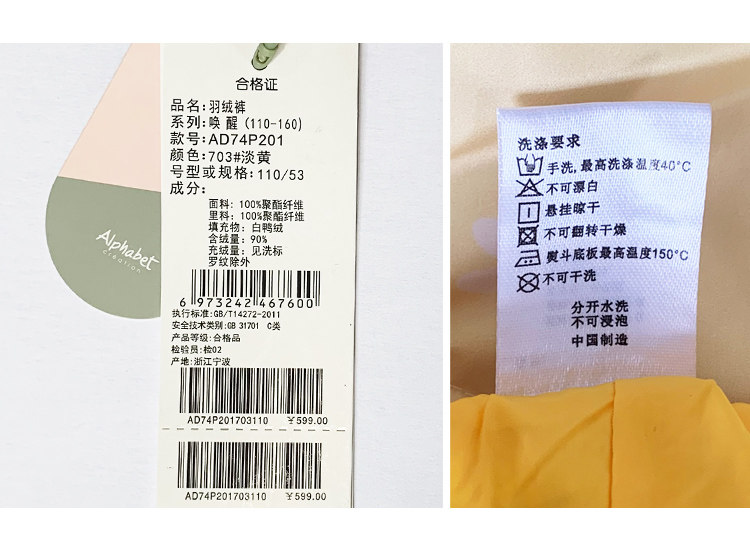 Alphabet
création
合格证
品名:羽绒裤
系列:唤醒(110-160)
款号:AD74P201
颜色:703#淡黄
号型或规格:110/53
成分:
面料: 100%聚酯纤维
里料: 100%聚酯纤维
填充物: 白鸭绒
含绒量: 90%
充绒量: 见洗标
罗纹除外
6 973242 467600
执行标准:GB/T14272-2011
安全技术类别:GB 31701 C类
产品等级:合格品
检验员:检02
产地:浙江宁波
AD74P201703110 ¥599.00
AD74P201703110 ¥599.00
洗涤要求
手洗,最高洗涤温度40°C
不可漂白
悬挂晾干
不可翻转干燥
熨斗底板最高温度150°C
不可干洗
分开水洗
不可浸泡
中国制造